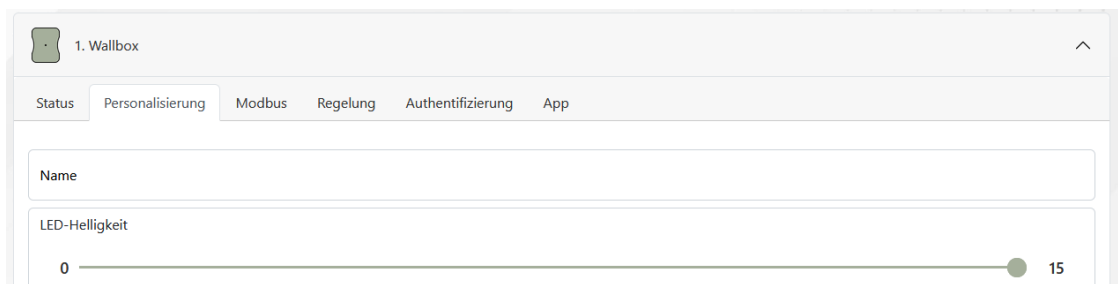 1. Wallbox
Status Personalisierung Modbus Regelung Authentifizierung App
Name
LED-Helligkeit
0 15